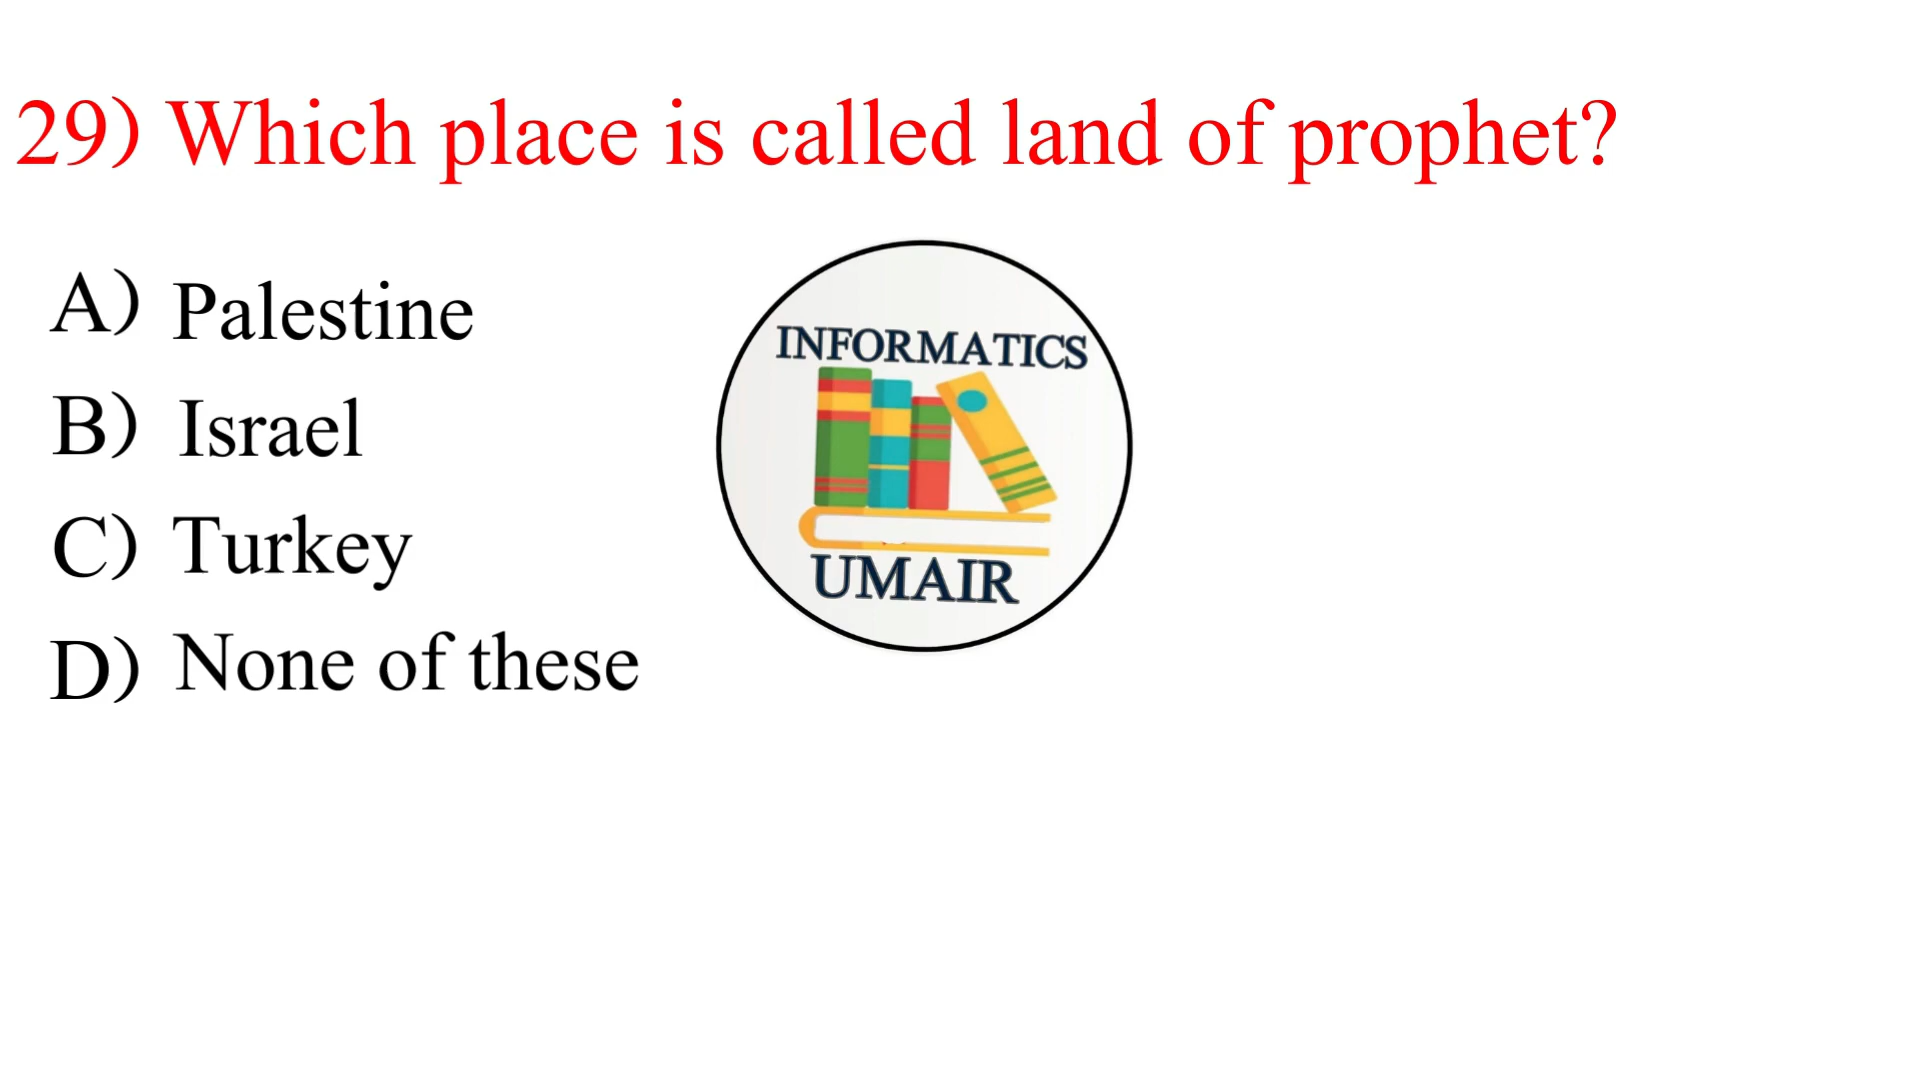 29) Which place is called land of prophet?
A) Palestine
B) Israel
C) Turkey
D) None of these
INFORMATICS
UMAIR